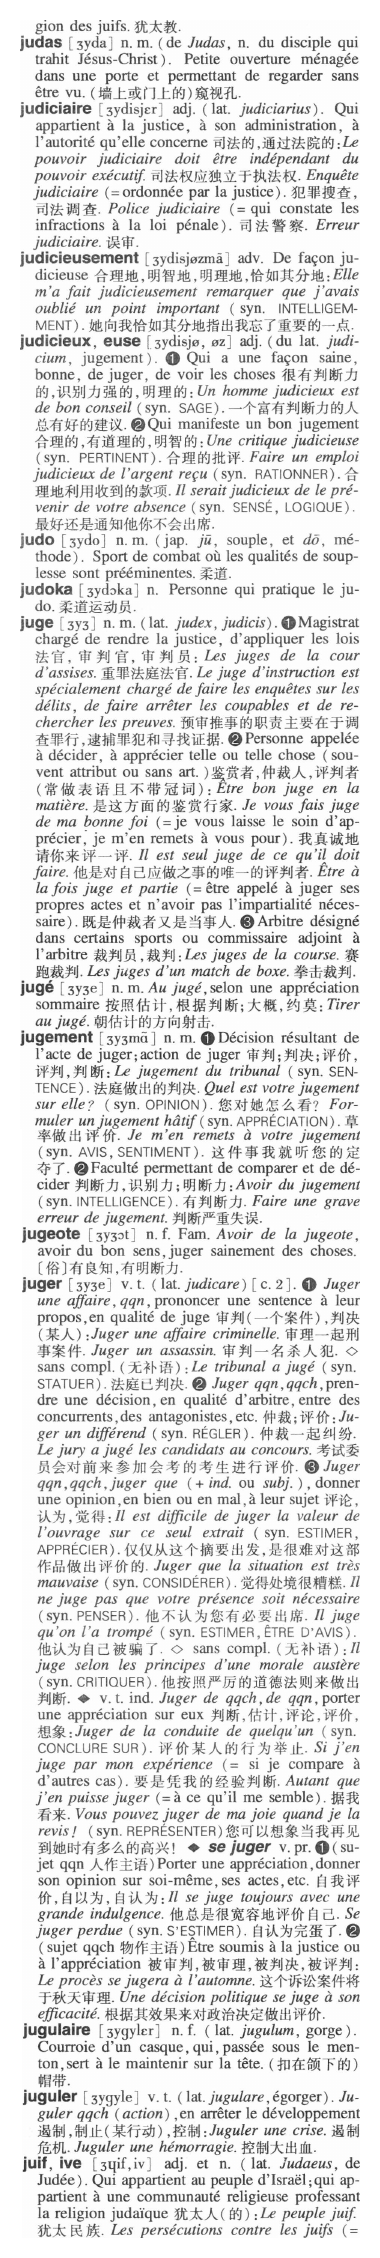 gion des juifs. 犹太教.
judas [ʒyda] n. m. (de Judas, n. du disciple qui
trahit Jésus-Christ). Petite ouverture ménagée
dans une porte et permettant de regarder sans
être vu. (墙上或门上的)窥视孔.
judiciaire [ʒydisjɛr] adj. (lat. judiciarius). Qui
appartient à la justice, à son administration, à
l'autorité qu'elle concerne 司法的,通过法院的:Le
pouvoir judiciaire doit être indépendant du
pouvoir exécutif. 司法权应独立于执法权. Enquête
judiciaire (=ordonnée par la justice). 犯罪搜查,
司法调查. Police judiciaire (= qui constate les
infractions à la loi pénale). 司法警察. Erreur
judiciaire. 误审.
judicieusement [ʒydisjøzmɑ̃] adv. De façon ju-
dicieuse 合理地,明智地,明理地,恰如其分地:Elle
m'a fait judicieusement remarquer que j'avais
oublié un point important (syn. INTELLIGEM-
MENT). 她向我恰如其分地指出我忘了重要的一点.
judicieux, euse [ʒydisjø, øz] adj. (du lat. judi-
cium, jugement). ❶ Qui a une façon saine,
bonne, de juger, de voir les choses 很有判断力
的,识别力强的,明理的:Un homme judicieux est
de bon conseil (syn. SAGE). 一个富有判断力的人
总有好的建议. ❷Qui manifeste un bon jugement
合理的,有道理的,明智的:Une critique judicieuse
(syn. PERTINENT). 合理的批评. Faire un emploi
judicieux de l'argent reçu (syn. RATIONNER). 合
理地利用收到的款项. Il serait judicieux de le pré-
venir de votre absence (syn. SENSÉ, LOGIQUE).
最好还是通知他你不会出席.
judo [ʒydo] n. m. (jap. jū, souple, et dō, mé-
thode). Sport de combat où les qualités de soup-
lesse sont prééminentes. 柔道.
judoka [ʒydɔka] n. Personne qui pratique le ju-
do. 柔道运动员.
juge [ʒyʒ] n. m. (lat. judex, judicis). ❶Magistrat
chargé de rendre la justice, d'appliquer les lois
法官, 审判官, 审判员: Les juges de la cour
d'assises. 重罪法庭法官. Le juge d'instruction est
spécialement chargé de faire les enquêtes sur les
délits, de faire arrêter les coupables et de re-
chercher les preuves. 预审推事的职责主要在于调
查罪行,逮捕罪犯和寻找证据. ❷Personne appelée
à décider, à apprécier telle ou telle chose (sou-
vent attribut ou sans art. )鉴赏者,仲裁人,评判者
(常做表语且不带冠词): Être bon juge en la
matière. 是这方面的鉴赏行家. Je vous fais juge
de ma bonne foi (=je vous laisse le soin d'ap-
précier, je m'en remets à vous pour). 我真诚地
请你来评一评. Il est seul juge de ce qu'il doit
faire. 他是对自己应做之事的唯一的评判者. Être à
la fois juge et partie (=être appelé à juger ses
propres actes et n'avoir pas l'impartialité néces-
saire). 既是仲裁者又是当事人. ❸Arbitre désigné
dans certains sports ou commissaire adjoint à
l'arbitre 裁判员,裁判: Les juges de la course. 赛
跑裁判. Les juges d'un match de boxe. 拳击裁判.
jugé [ʒyʒe] n. m. Au jugé, selon une appréciation
sommaire 按照估计,根据判断;大概,约莫:Tirer
au jugé. 朝估计的方向射击.
jugement [ʒyʒmɑ̃] n. m. ❶Décision résultant de
l'acte de juger;action de juger 审判;判决;评价,
评判,判断: Le jugement du tribunal (syn. SEN-
TENCE). 法庭做出的判决. Quel est votre jugement
sur elle? (syn. OPINION). 您对她怎么看? For-
muler un jugement hâtif (syn. APPRÉCIATION). 草
率做出评价. Je m'en remets à votre jugement
(syn. AVIS, SENTIMENT). 这件事我就听您的定
夺了. ❷Faculté permettant de comparer et de dé-
cider 判断力,识别力;明断力:Avoir du jugement
(syn. INTELLIGENCE). 有判断力. Faire une grave
erreur de jugement. 判断严重失误.
jugeote [ʒyʒɔt] n. f. Fam. Avoir de la jugeote,
avoir du bon sens, juger sainement des choses.
〔俗〕有良知,有明断力.
juger [ʒyʒe] v. t. (lat. judicare) [c. 2]. ❶ Juger
une affaire, qqn, prononcer une sentence à leur
propos,en qualité de juge 审判(一个案件),判决
(某人):Juger une affaire criminelle. 审理一起刑
事案件. Juger un assassin. 审判一名杀人犯. ◇
sans compl. (无补语):Le tribunal a jugé (syn.
STATUER). 法庭已判决. ❷ Juger qqn,qqch,pren-
dre une décision, en qualité d'arbitre, entre des
concurrents,des antagonistes,etc. 仲裁;评价:Ju-
ger un différend (syn. RÉGLER). 仲裁一起纠纷.
Le jury a jugé les candidats au concours. 考试委
员会对前来参加会考的考生进行评价. ❸ Juger
qqn,qqch, juger que (+ ind. ou subj.), donner
une opinion,en bien ou en mal,à leur sujet 评论,
认为,觉得:Il est difficile de juger la valeur de
l'ouvrage sur ce seul extrait (syn. ESTIMER,
APPRÉCIER). 仅仅从这个摘要出发,是很难对这部
作品做出评价的. Juger que la situation est très
mauvaise (syn. CONSIDÉRER). 觉得处境很糟糕. Il
ne juge pas que votre présence soit nécessaire
(syn. PENSER). 他不认为您有必要出席. Il juge
qu'on l'a trompé (syn. ESTIMER, ÊTRE D'AVIS).
他认为自己被骗了. ◇ sans compl. (无补语): Il
juge selon les principes d'une morale austère
(syn. CRITIQUER). 他按照严厉的道德法则来做出
判断. ◆ v. t. ind. Juger de qqch, de qqn, porter
une appréciation sur eux 判断,估计,评论,评价,
想象:Juger de la conduite de quelqu'un (syn.
CONCLURE SUR). 评价某人的行为举止. Si j'en
juge par mon expérience (= si je compare à
d'autres cas). 要是凭我的经验判断. Autant que
j'en puisse juger (=à ce qu'il me semble). 据我
看来. Vous pouvez juger de ma joie quand je la
revis! (syn. REPRÉSENTER)您可以想象当我再见
到她时有多么的高兴! ◆ se juger v. pr. ❶(su-
jet qqn 人作主语) Porter une appréciation,donner
son opinion sur soi-même, ses actes, etc. 自我评
价,自以为,自认为:Il se juge toujours avec une
grande indulgence. 他总是很宽容地评价自己. Se
juger perdue (syn. S'ESTIMER). 自认为完蛋了. ❷
(sujet qqch 物作主语) Être soumis à la justice ou
à l'appréciation 被审判,被审理,被判决,被评判:
Le procès se jugera à l'automne. 这个诉讼案件将
于秋天审理. Une décision politique se juge à son
efficacité. 根据其效果来对政治决定做出评价.
jugulaire [ʒygylɛr] n. f. (lat. jugulum, gorge).
Courroie d'un casque,qui,passée sous le men-
ton,sert à le maintenir sur la tête. (扣在颌下的)
帽带.
juguler [ʒygyle] v. t. (lat. jugulare,égorger). Ju-
guler qqch (action),en arrêter le développement
遏制,制止(某行动),控制:Juguler une crise. 遏制
危机. Juguler une hémorragie. 控制大出血.
juif, ive [ʒɥif, iv] adj. et n. (lat. Judaeus, de
Judée). Qui appartient au peuple d'Israël;qui ap-
partient à une communauté religieuse professant
la religion judaïque 犹太人(的):Le peuple juif.
犹太民族. Les persécutions contre les juifs (=